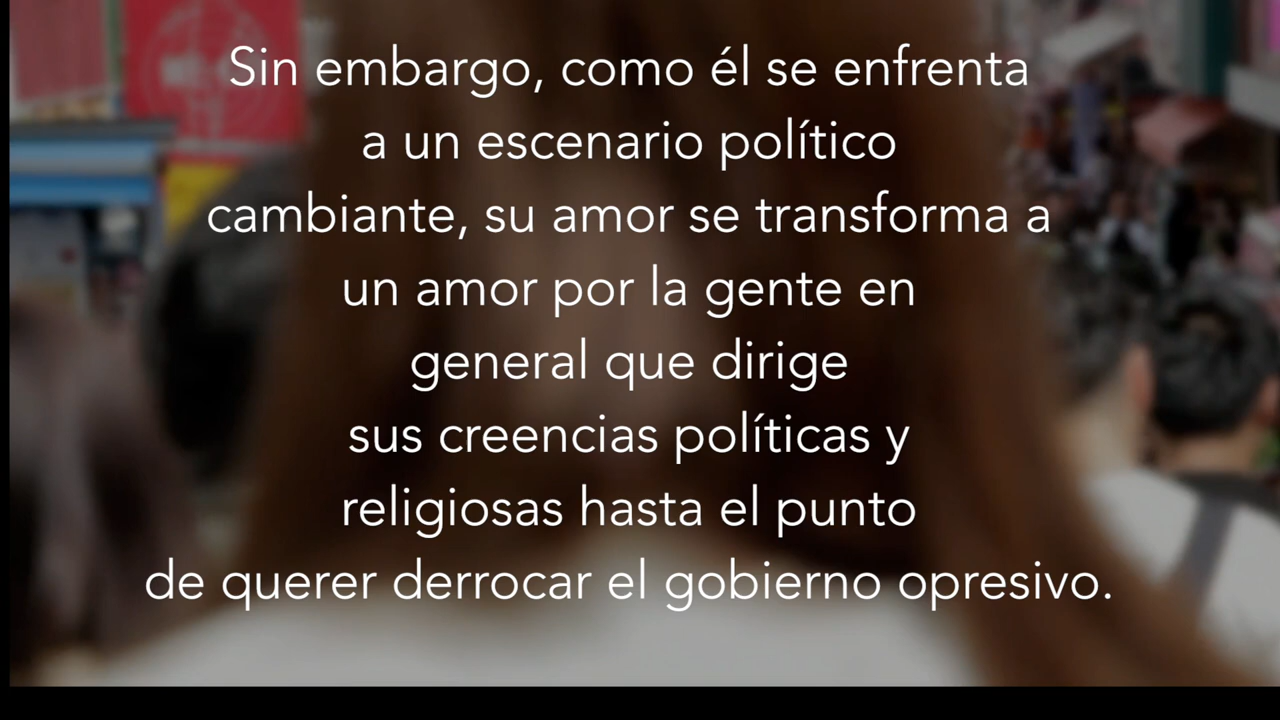 Sin embargo, como él se enfrenta
a un escenario político
cambiante, su amor se transforma a
un amor por la gente en
general que dirige
sus creencias políticas y
religiosas hasta el punto
de querer derrocar el gobierno opresivo.